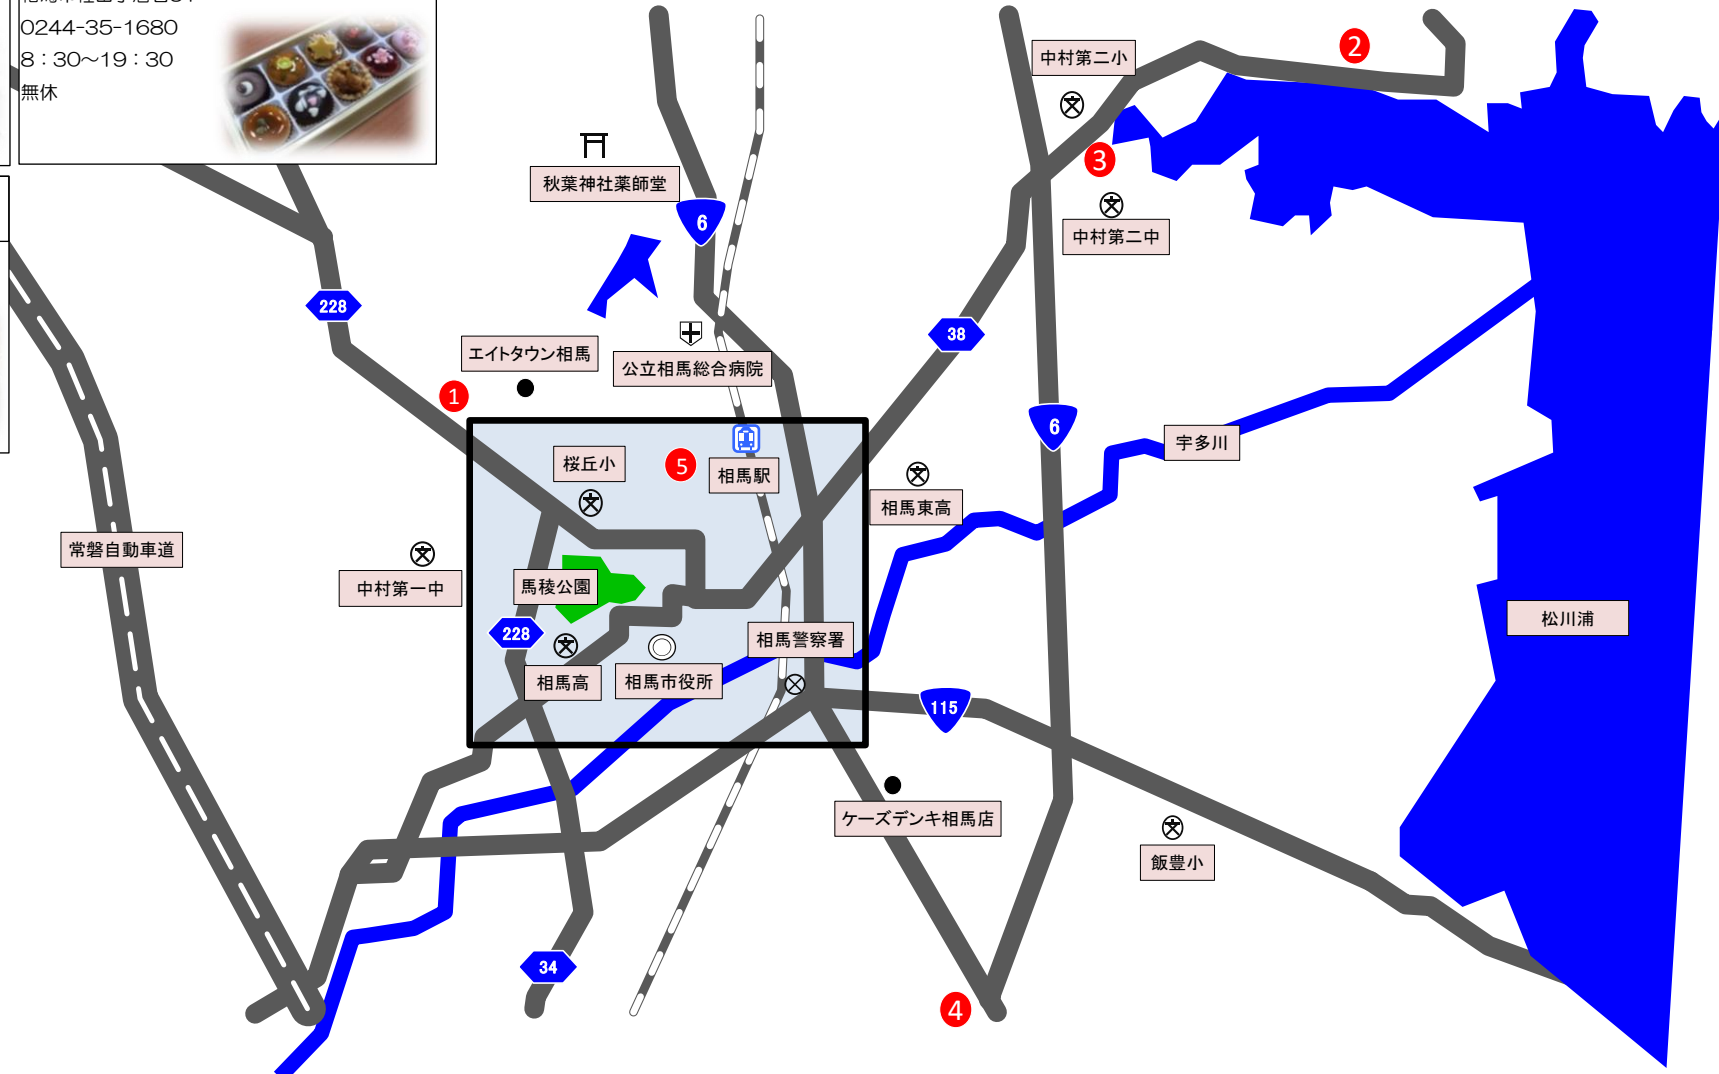 0244-35-1680
8：30～19：30
無休
2
中村第二小
3
秋葉神社薬師堂
6
中村第二中
228
38
エイトタウン相馬
公立相馬総合病院
1
6
宇多川
桜丘小
5
相馬駅
相馬東高
常磐自動車道
中村第一中
馬稜公園
松川浦
228
相馬警察署
相馬高
相馬市役所
115
ケーズデンキ相馬店
飯豊小
34
4